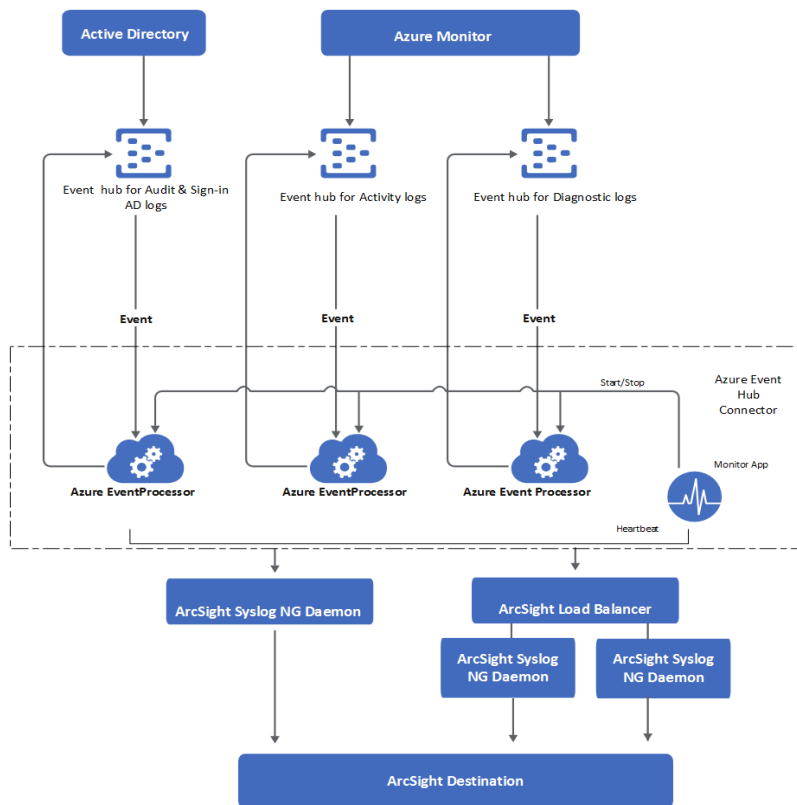 Active Directory
Azure Monitor
Event hub for Audit & Sign-in
AD logs
Event hub for Activity logs
Event hub for Diagnostic logs
Event
Event
Event
Start/Stop
Azure Event
Hub
Connector
Monitor App
Azure EventProcessor
Azure EventProcessor
Azure Event Processor
Heartbeat
ArcSight Syslog NG Daemon
ArcSight Load Balancer
ArcSight Syslog
NG Daemon
ArcSight Syslog
NG Daemon
ArcSight Destination